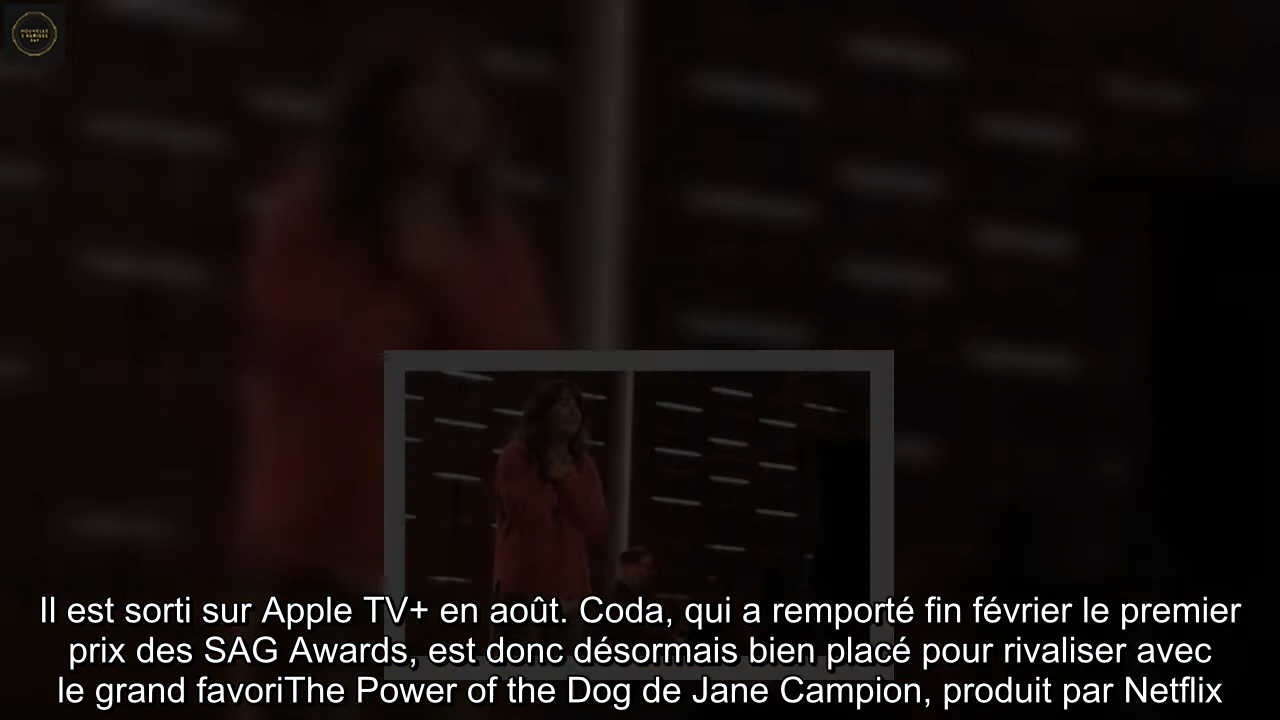 NOUVELLE
Il est sorti sur Apple TV+ en août. Coda, qui a remporté fin février le premier
prix des SAG Awards, est donc désormais bien placé pour rivaliser avec
le grand favoriThe Power of the Dog de Jane Campion, produit par Netflix